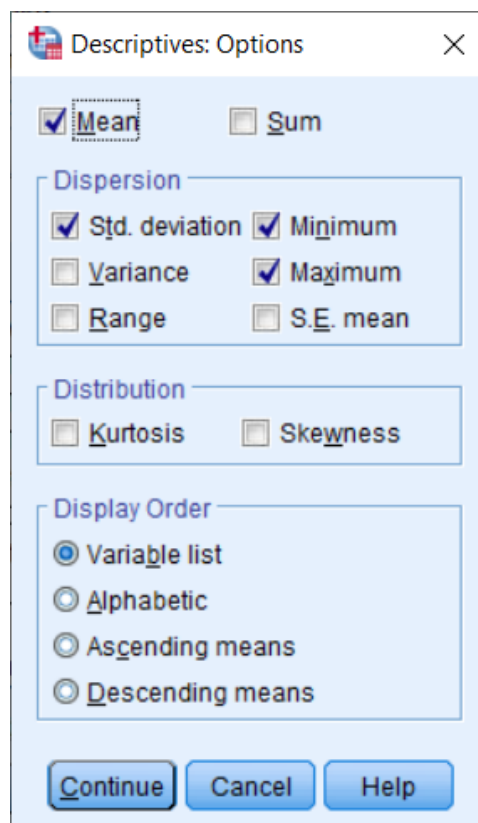 Descriptives: Options
Mean Sum
Dispersion
Std. deviation Minimum
Variance Maximum
Range S.E. mean
Distribution
Kurtosis Skewness
Display Order
Variable list
Alphabetic
Ascending means
Descending means
Continue Cancel Help